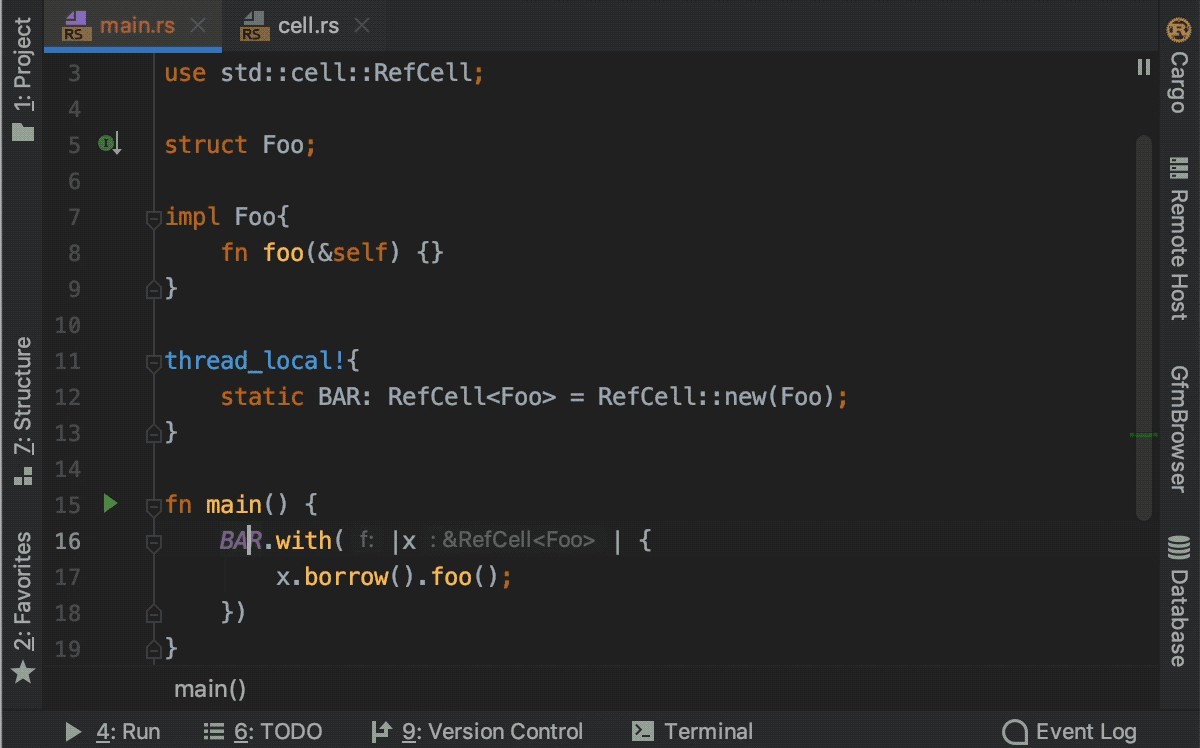 main.rs
cell.rs
1: Project
7: Structure
2: Favorites
3 use std::cell::RefCell;
4
5 struct Foo;
6
7 impl Foo{
8     fn foo(&self) {}
9 }
10
11 thread_local!{
12     static BAR: RefCell<Foo> = RefCell::new(Foo);
13 }
14
15 fn main() {
16     BAR.with( f: |x : &RefCell<Foo> | {
17         x.borrow().foo();
18     })
19 }
main()
Cargo
Remote Host
GfmBrowser
Database
4: Run 6: TODO 9: Version Control Terminal Event Log